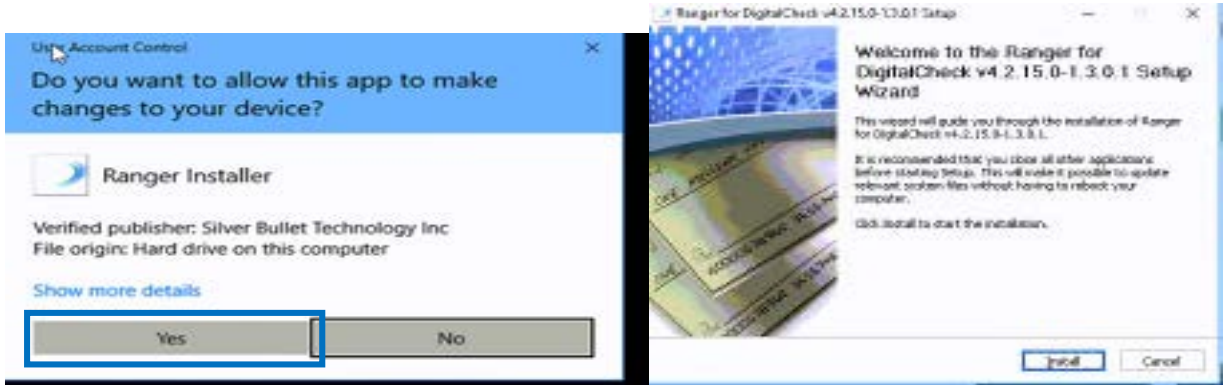 User Account Control
Do you want to allow this app to make
changes to your device?
Ranger Installer
Verified publisher: Silver Bullet Technology Inc
File origin: Hard drive on this computer
Show more details
Yes
No
Ranger for DigitalCheck v4.2.15.0-1.3.0.1 Setup
Welcome to the Ranger for
DigitalCheck v4.2.15.0-1.3.0.1 Setup
Wizard
This wizard will guide you through the installation of Ranger
for DigitalCheck v4.2.15.0-1.3.0.1.
It is recommended that you close all other applications
before starting Setup. This will make it possible to update
relevant system files without having to reboot your
computer.
Click Install to start the installation.
Install
Cancel